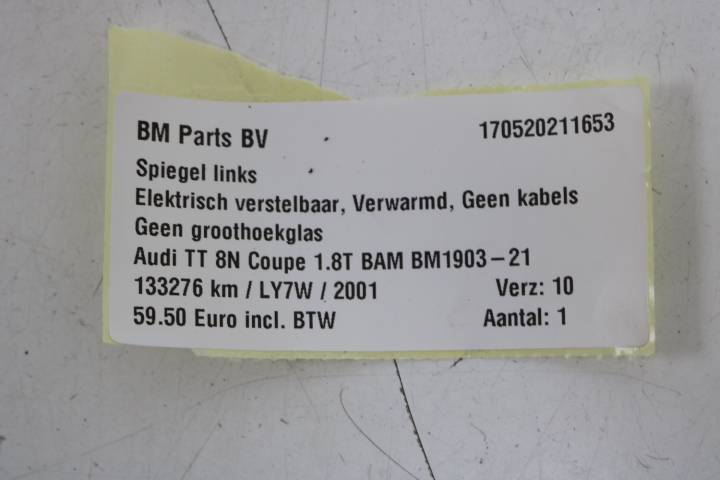 BM Parts BV 170520211653
Spiegel links
Elektrisch verstelbaar, Verwarmd, Geen kabels
Geen groothoekglas
Audi TT 8N Coupe 1.8T BAM BM1903-21
133276 km / LY7W / 2001 Verz: 10
59.50 Euro incl. BTW Aantal: 1